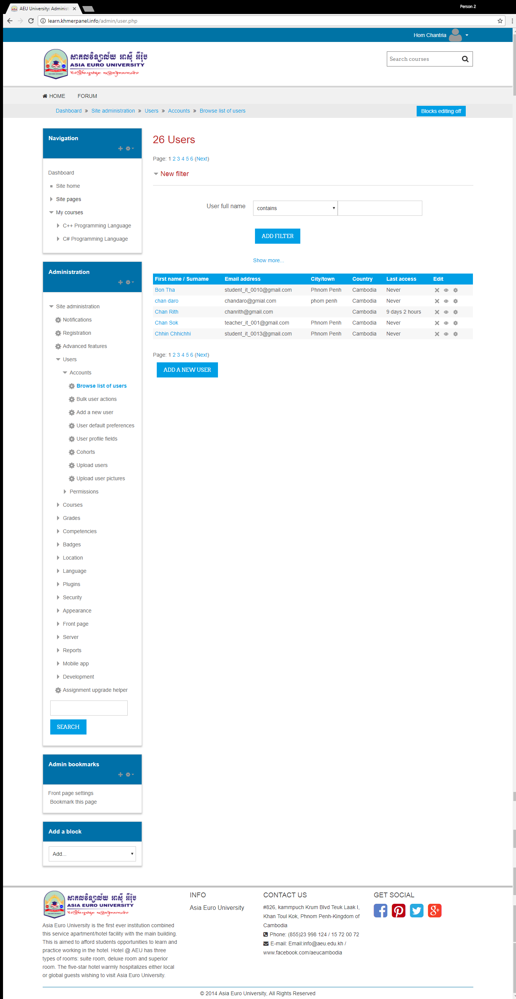 AEU University: Administ
Person 2
learn.khmerpanel.info/admin/user.php
Hom Chantria
សាកលវិទ្យាល័យ អាស៊ី អឺរ៉ុប
ASIA EURO UNIVERSITY
Search courses
HOME FORUM
Dashboard » Site administration » Users » Accounts » Browse list of users
Blocks editing off
Navigation
Dashboard
Site home
Site pages
My courses
C++ Programming Language
C# Programming Language
Administration
Site administration
Notifications
Registration
Advanced features
Users
Accounts
Browse list of users
Bulk user actions
Add a new user
User default preferences
User profile fields
Cohorts
Upload users
Upload user pictures
Permissions
Courses
Grades
Competencies
Badges
Location
Language
Plugins
Security
Appearance
Front page
Server
Reports
Mobile app
Development
Assignment upgrade helper
SEARCH
Admin bookmarks
Front page settings
Bookmark this page
Add a block
Add...
26 Users
Page: 1 2 3 4 5 6 (Next)
New filter
User full name contains
ADD FILTER
Show more...
First name / Surname Email address City/town Country Last access Edit
Bon Tha student_it_0010@gmail.com Phnom Penh Cambodia Never
chan daro chandaro@gmial.com phom penh Cambodia Never
Chan Rith chanrith@gmail.com Cambodia 9 days 2 hours
Chan Sok teacher_it_001@gmail.com Phnom Penh Cambodia Never
Chhin Chhichhi student_it_0013@gmail.com Phnom Penh Cambodia Never
Page: 1 2 3 4 5 6 (Next)
ADD A NEW USER
សាកលវិទ្យាល័យ អាស៊ី អឺរ៉ុប
ASIA EURO UNIVERSITY
Asia Euro University is the first ever institution combined
this service apartment/hotel facility with the main building.
This is aimed to afford students opportunities to learn and
practice working in the hotel. Hotel @ AEU has three
types of rooms: suite room, deluxe room and superior
room. The five-star hotel warmly hospitalizes either local
or global guests wishing to visit Asia Euro University.
INFO
Asia Euro University
CONTACT US
#826, kammpuch Krum Blvd Teuk Laak I,
Khan Toul Kok, Phnom Penh-Kingdom of
Cambodia
Phone: (855)23 998 124 / 15 72 00 72
E-mail: Email:info@aeu.edu.kh /
www.facebook.com/aeucambodia
GET SOCIAL
© 2014 Asia Euro University, All Rights Reserved